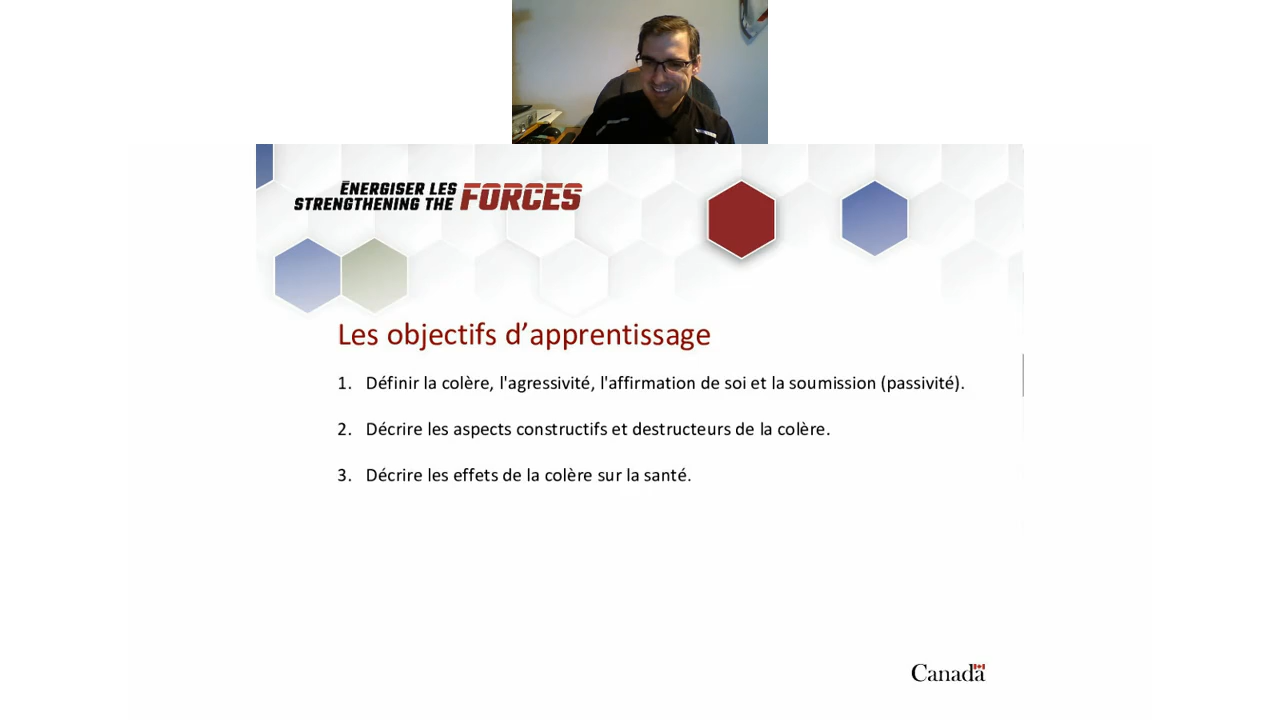 ÉNERGISER LES
STRENGTHENING THE FORCES
Les objectifs d’apprentissage
1. Définir la colère, l'agressivité, l'affirmation de soi et la soumission (passivité).
2. Décrire les aspects constructifs et destructeurs de la colère.
3. Décrire les effets de la colère sur la santé.
Canada